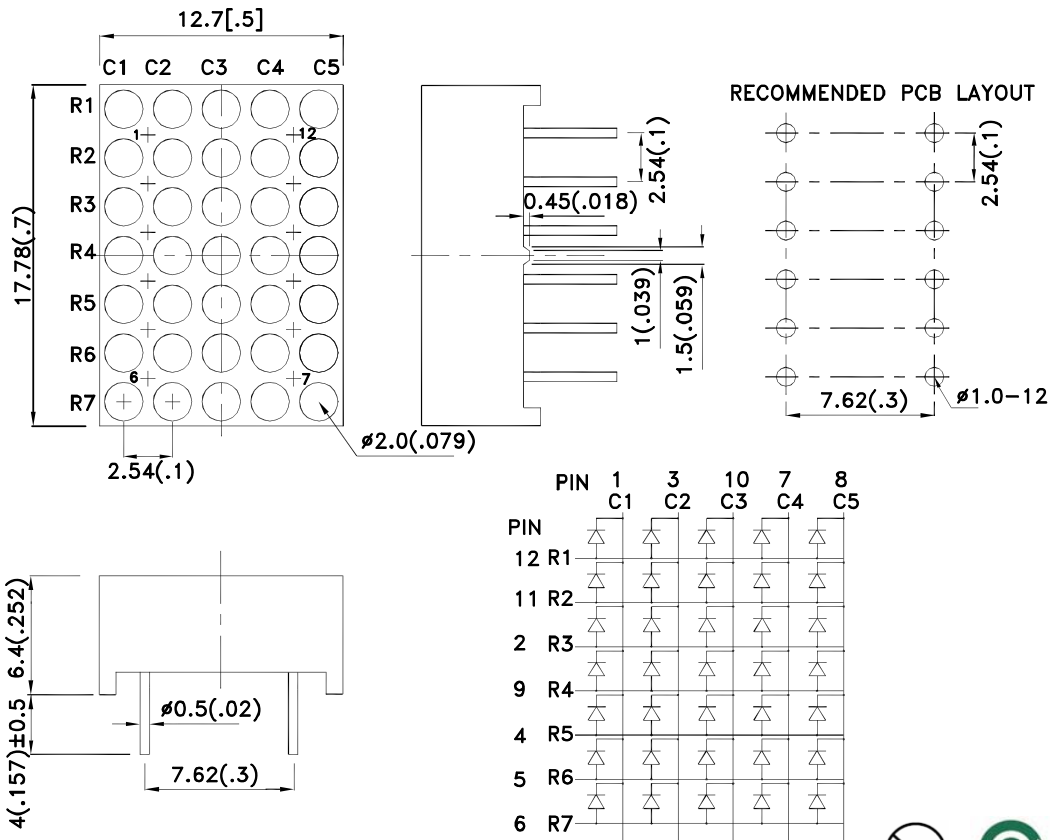 12.7[.5]
C1 C2 C3 C4 C5
R1
R2
R3
R4
R5
R6
R7
1
12
6
7
17.78(.7)
2.54(.1)
ø2.0(.079)
2.54(.1)
0.45(.018)
1(.039)
1.5(.059)
RECOMMENDED PCB LAYOUT
2.54(.1)
7.62(.3)
ø1.0-12
6.4(.252)
4(.157)±0.5
ø0.5(.02)
7.62(.3)
PIN 1 3 10 7 8
C1 C2 C3 C4 C5
PIN
12 R1
11 R2
2 R3
9 R4
4 R5
5 R6
6 R7